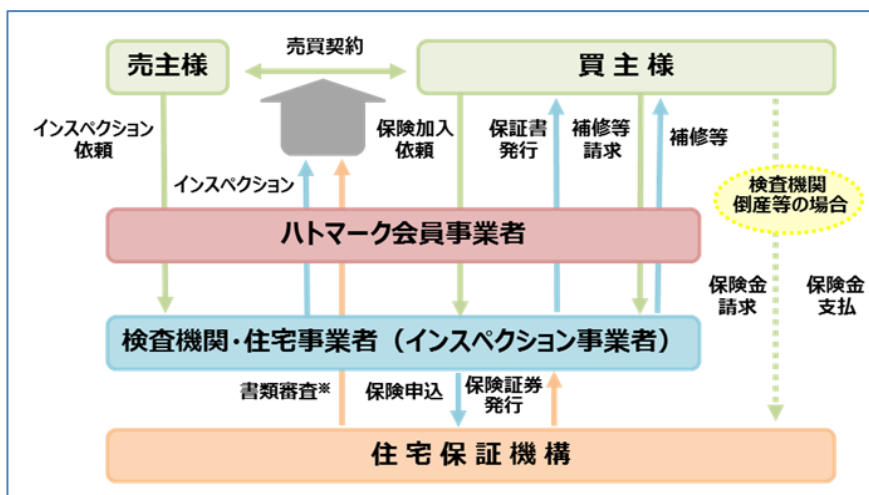 売買契約
売主様
買主様
インスペクション
依頼
保険加入
依頼
保証書
発行
補修等
請求
補修等
インスペクション
検査機関
倒産等の場合
ハトマーク会員事業者
保険金
請求
保険金
支払
検査機関・住宅事業者（インスペクション事業者）
書類審査※
保険申込
保険証券
発行
住宅保証機構